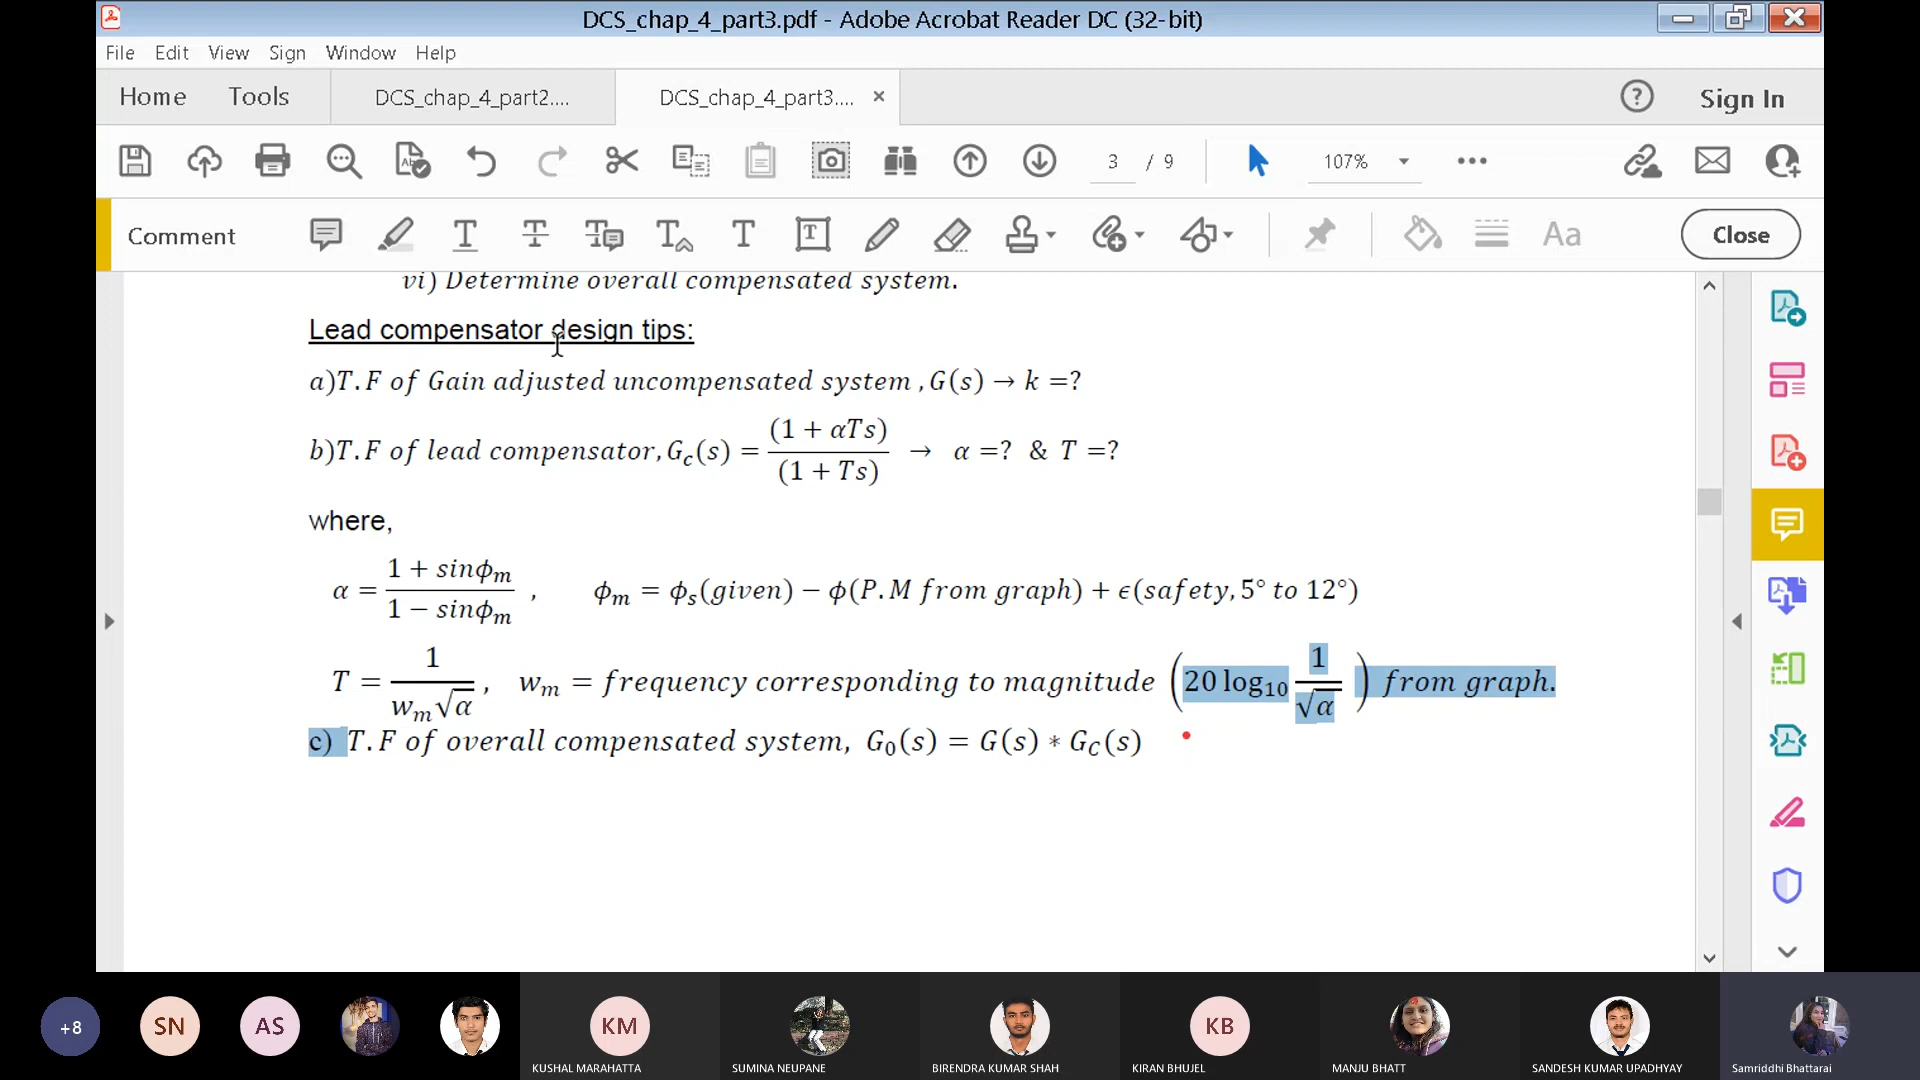 DCS_chap_4_part3.pdf - Adobe Acrobat Reader DC (32-bit)
File Edit View Sign Window Help
Home Tools DCS_chap_4_part2.... DCS_chap_4_part3.... × ? Sign In
3 / 9 107%
Comment Aa Close
vi) Determine overall compensated system.
Lead compensator design tips:
a)T.F of Gain adjusted uncompensated system ,G(s) → k =?
b)T.F of lead compensator,G_c(s) = (1 + αTs)/(1 + Ts) → α =? & T =?
where,
α = (1 + sinϕ_m)/(1 − sinϕ_m) , ϕ_m = ϕ_s(given) − ϕ(P.M from graph) + ϵ(safety, 5° to 12°)
T = 1/(w_m√α) , w_m = frequency corresponding to magnitude (20 log₁₀ 1/√α) from graph.
c) T.F of overall compensated system, G₀(s) = G(s) * G_C(s)
+8 SN AS KM KB
KUSHAL MARAHATTA SUMINA NEUPANE BIRENDRA KUMAR SHAH KIRAN BHUJEL MANJU BHATT SANDESH KUMAR UPADHYAY Samriddhi Bhattarai